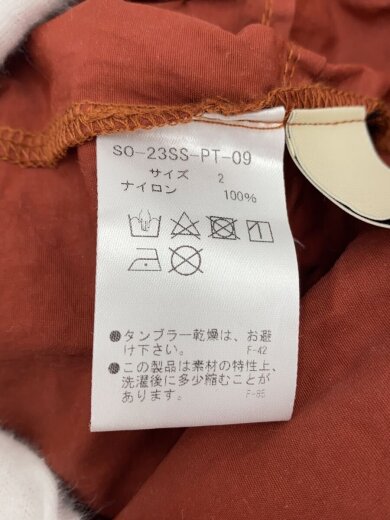 SO-23SS-PT-09
サイズ 2
ナイロン 100%
●タンブラー乾燥は、お避
け下さい。 F-42
●この製品は素材の特性上、
洗濯後に多少縮むことが
あります。 F-85